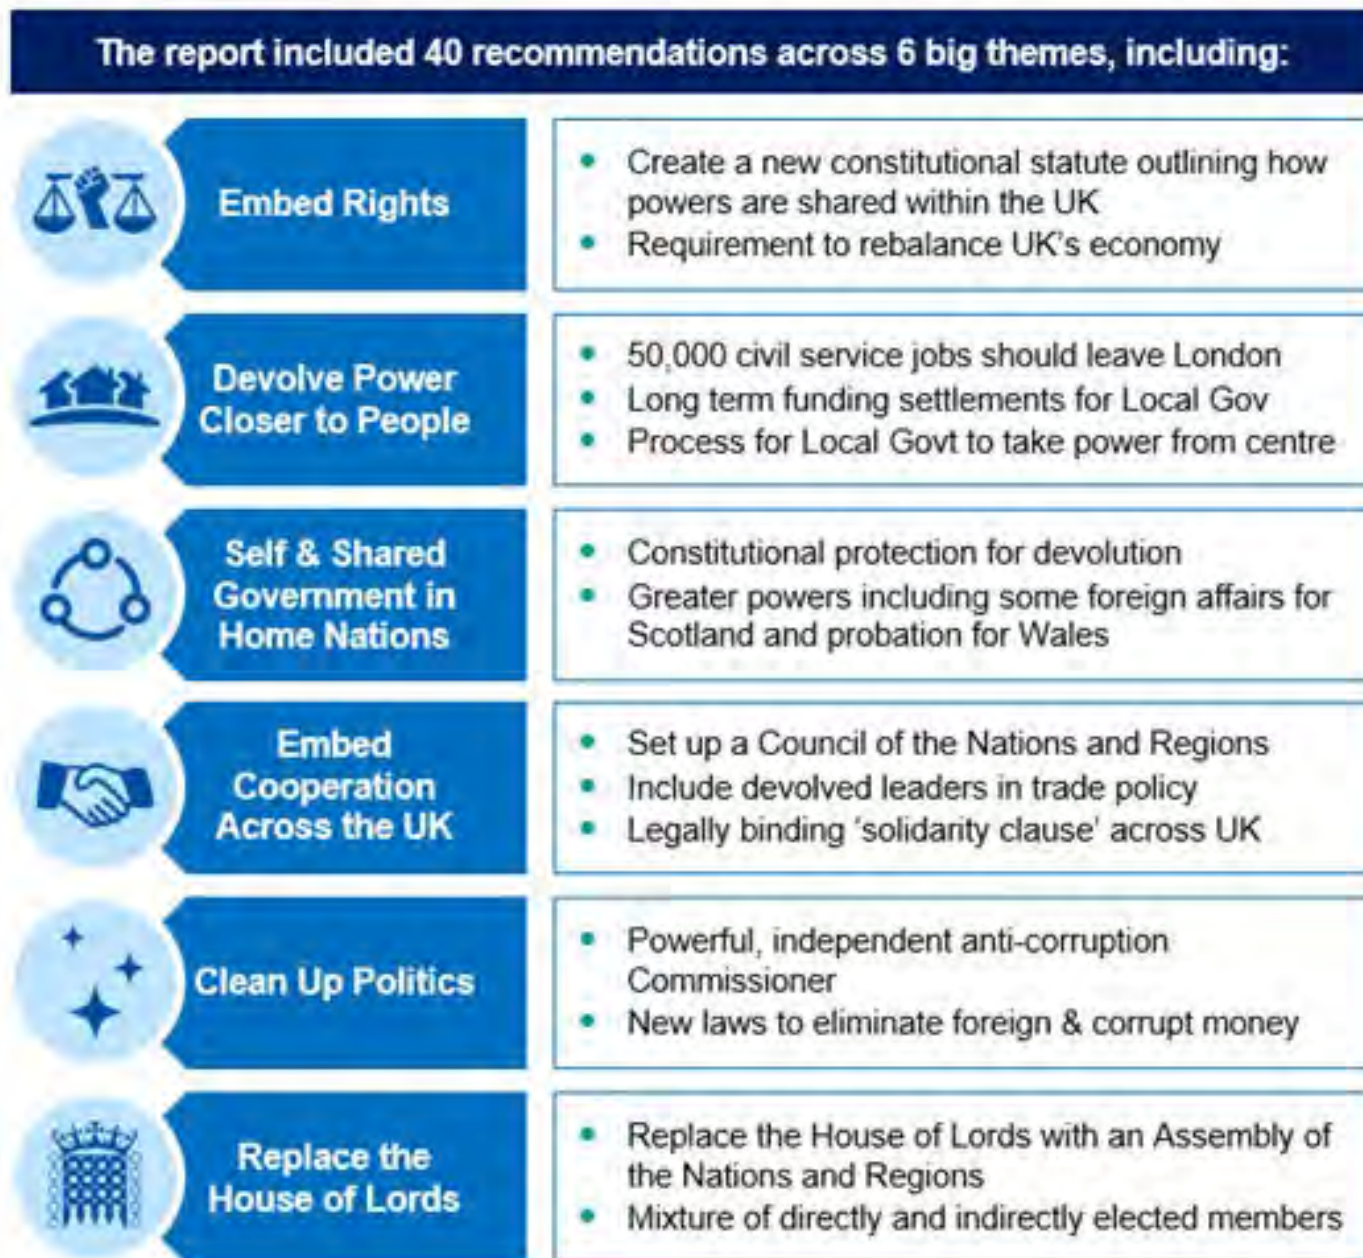 The report included 40 recommendations across 6 big themes, including:
Embed Rights
• Create a new constitutional statute outlining how
powers are shared within the UK
• Requirement to rebalance UK's economy
Devolve Power
Closer to People
• 50,000 civil service jobs should leave London
• Long term funding settlements for Local Gov
• Process for Local Govt to take power from centre
Self & Shared
Government in
Home Nations
• Constitutional protection for devolution
• Greater powers including some foreign affairs for
Scotland and probation for Wales
Embed
Cooperation
Across the UK
• Set up a Council of the Nations and Regions
• Include devolved leaders in trade policy
• Legally binding 'solidarity clause' across UK
Clean Up Politics
• Powerful, independent anti-corruption
Commissioner
• New laws to eliminate foreign & corrupt money
Replace the
House of Lords
• Replace the House of Lords with an Assembly of
the Nations and Regions
• Mixture of directly and indirectly elected members